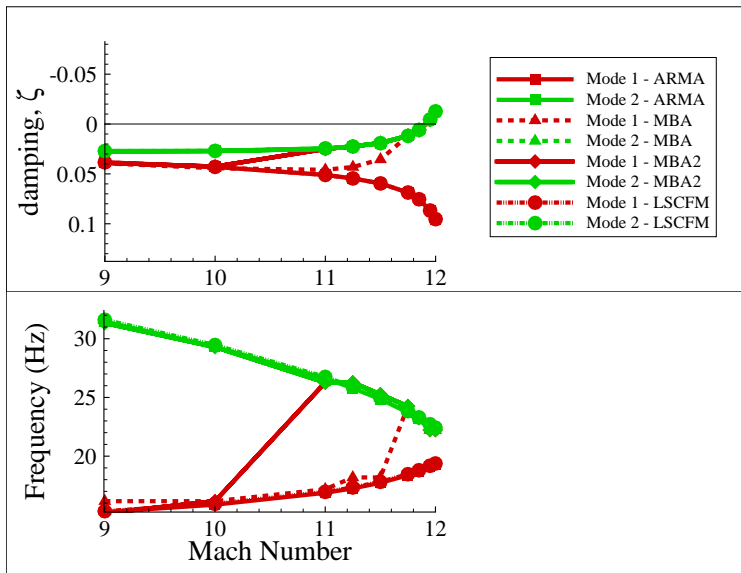 damping, ζ
-0.05
0
0.05
0.1
9
10
11
12
Mode 1 - ARMA
Mode 2 - ARMA
Mode 1 - MBA
Mode 2 - MBA
Mode 1 - MBA2
Mode 2 - MBA2
Mode 1 - LSCFM
Mode 2 - LSCFM
Frequency (Hz)
30
25
20
9
10
11
12
Mach Number